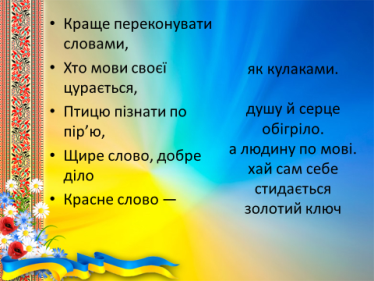 • Краще переконувати
словами,
• Хто мови своєї
цурається,
• Птицю пізнати по
пір’ю,
• Щире слово, добре
діло
• Красне слово —
як кулаками.
душу й серце
обігріло.
а людину по мові.
хай сам себе
стидається
золотий ключ